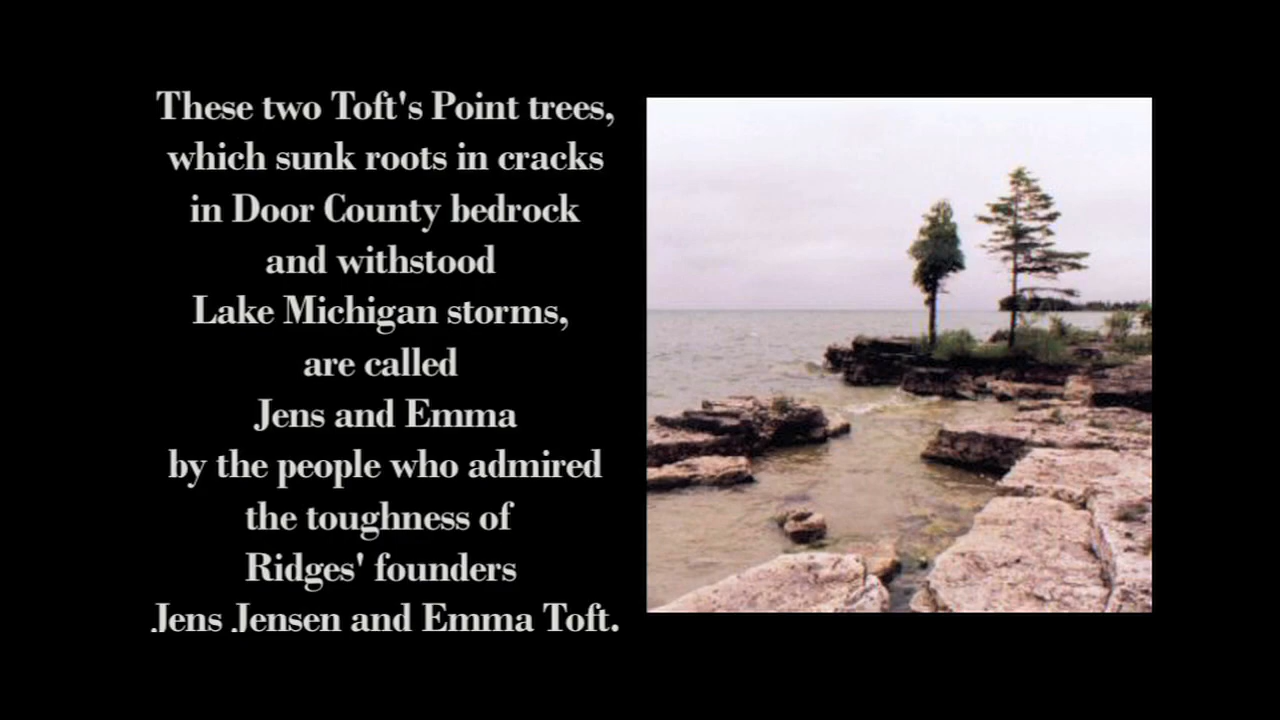 These two Toft's Point trees,
which sunk roots in cracks
in Door County bedrock
and withstood
Lake Michigan storms,
are called
Jens and Emma
by the people who admired
the toughness of
Ridges' founders
Jens Jensen and Emma Toft.